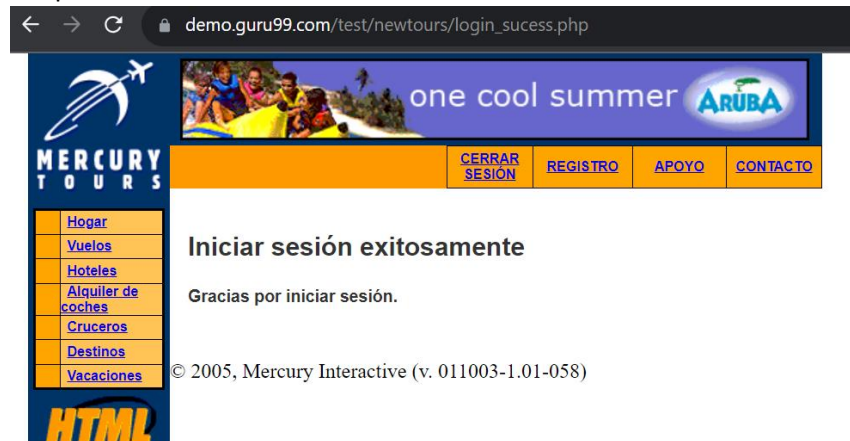 demo.guru99.com/test/newtours/login_sucess.php
one cool summer ARUBA
MERCURY
TOURS
CERRAR
SESIÓN
REGISTRO
APOYO
CONTACTO
Hogar
Vuelos
Hoteles
Alquiler de
coches
Cruceros
Destinos
Vacaciones
Iniciar sesión exitosamente
Gracias por iniciar sesión.
© 2005, Mercury Interactive (v. 011003-1.01-058)
HTML